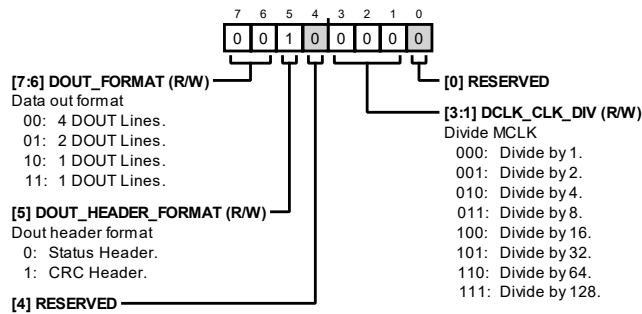 7 6 5 4 3 2 1 0
0 0 1 0 0 0 0 0
[7:6] DOUT_FORMAT (R/W)
Data out format
00: 4 DOUT Lines.
01: 2 DOUT Lines.
10: 1 DOUT Lines.
11: 1 DOUT Lines.
[5] DOUT_HEADER_FORMAT (R/W)
Dout header format
0: Status Header.
1: CRC Header.
[4] RESERVED
[0] RESERVED
[3:1] DCLK_CLK_DIV (R/W)
Divide MCLK
000: Divide by 1.
001: Divide by 2.
010: Divide by 4.
011: Divide by 8.
100: Divide by 16.
101: Divide by 32.
110: Divide by 64.
111: Divide by 128.